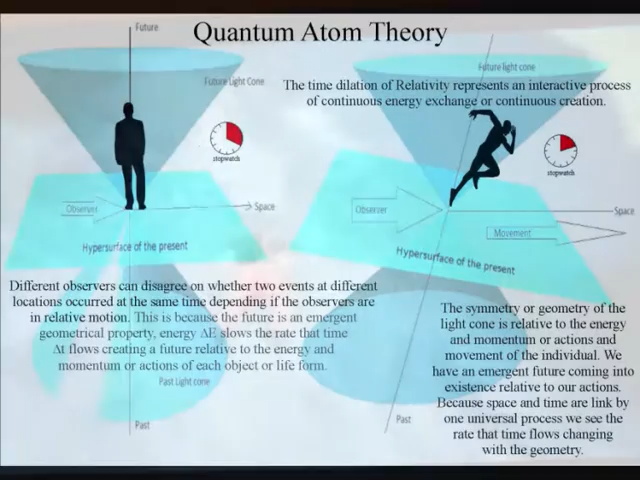 Quantum Atom Theory
Future
Future Light Cone
stopwatch
Observer
Space
Hypersurface of the present
Different observers can disagree on whether two events at different
locations occurred at the same time depending if the observers are
in relative motion. This is because the future is an emergent
geometrical property, energy ΔE slows the rate that time
Δt flows creating a future relative to the energy and
momentum or actions of each object or life form.
Past Light cone
Past
Future light cone
The time dilation of Relativity represents an interactive process
of continuous energy exchange or continuous creation.
stopwatch
Observer
Space
Movement
Hypersurface of the present
The symmetry or geometry of the
light cone is relative to the energy
and momentum or actions and
movement of the individual. We
have an emergent future coming into
existence relative to our actions.
Because space and time are link by
one universal process we see the
rate that time flows changing
with the geometry.
Past